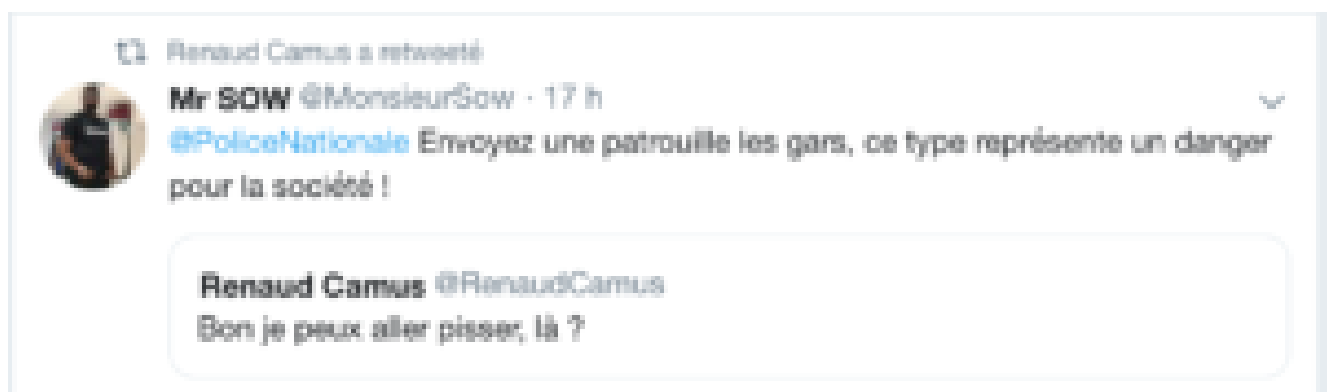 Renaud Camus a retweeté
Mr SOW @MonsieurSow · 17 h
@PoliceNationale Envoyez une patrouille les gars, ce type représente un danger
pour la société !
Renaud Camus @RenaudCamus
Bon je peux aller pisser, là ?